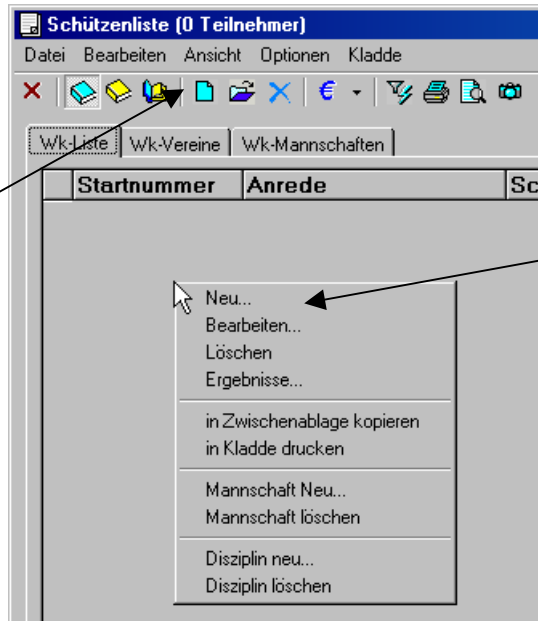 Schützenliste (0 Teilnehmer)
Datei Bearbeiten Ansicht Optionen Kladde
€
Wk-Liste Wk-Vereine Wk-Mannschaften
Startnummer Anrede Sc
Neu...
Bearbeiten...
Löschen
Ergebnisse...
in Zwischenablage kopieren
in Kladde drucken
Mannschaft Neu...
Mannschaft löschen
Disziplin neu...
Disziplin löschen